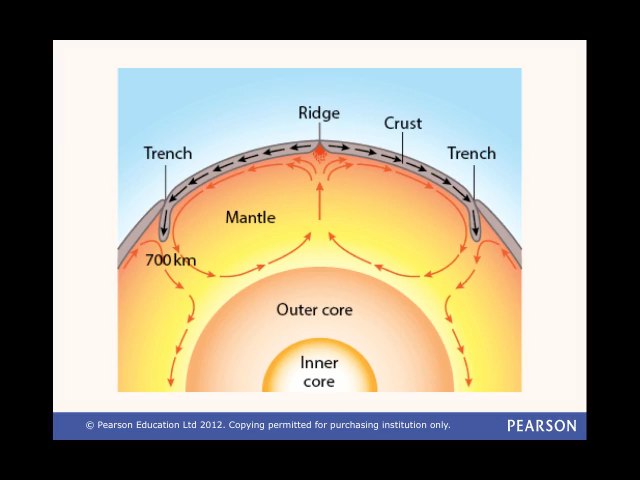 Ridge
Crust
Trench
Trench
Mantle
700 km
Outer core
Inner
core
© Pearson Education Ltd 2012. Copying permitted for purchasing institution only.
PEARSON